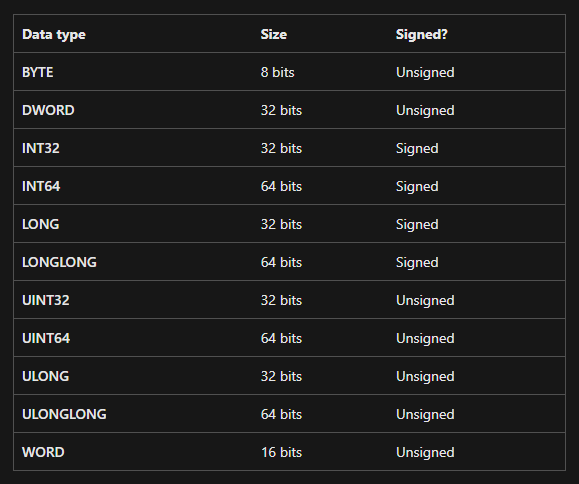 Data type Size Signed?
BYTE 8 bits Unsigned
DWORD 32 bits Unsigned
INT32 32 bits Signed
INT64 64 bits Signed
LONG 32 bits Signed
LONGLONG 64 bits Signed
UINT32 32 bits Unsigned
UINT64 64 bits Unsigned
ULONG 32 bits Unsigned
ULONGLONG 64 bits Unsigned
WORD 16 bits Unsigned